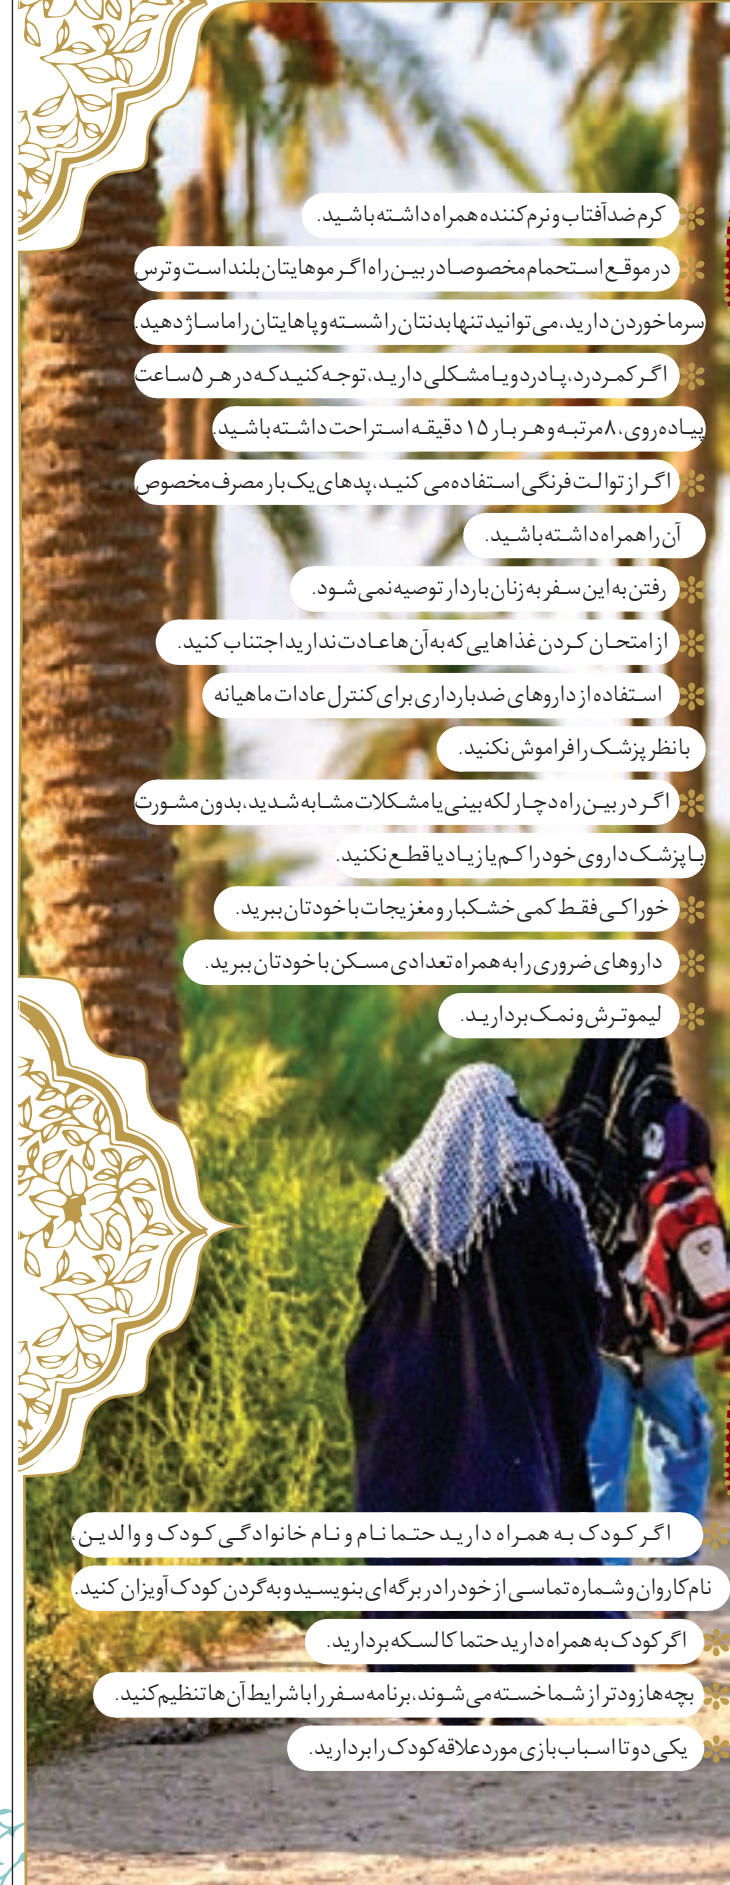 کرم ضدآفتاب و نرم کننده همراه داشته باشید.
در موقع استحمام مخصوصا در بین راه اگر موهایتان بلند است و ترس
سرما خوردن دارید، می توانید تنها بدنتان را شسته و پاهایتان را ماساژ دهید.
اگر کمردرد، پادرد و یا مشکلی دارید، توجه کنید که در هر ۵ ساعت
پیاده روی، ۸ مرتبه و هر بار ۱۵ دقیقه استراحت داشته باشید.
اگر از توالت فرنگی استفاده می کنید، پدهای یک بار مصرف مخصوص
آن را همراه داشته باشید.
رفتن به این سفر به زنان باردار توصیه نمی شود.
از امتحان کردن غذاهایی که به آن ها عادت ندارید اجتناب کنید.
استفاده از داروهای ضدبارداری برای کنترل عادات ماهیانه
با نظر پزشک را فراموش نکنید.
اگر در بین راه دچار لکه بینی یا مشکلات مشابه شدید، بدون مشورت
با پزشک داروی خود را کم یا زیاد یا قطع نکنید.
خوراکی فقط کمی خشکبار و مغزیجات با خودتان ببرید.
داروهای ضروری را به همراه تعدادی مسکن با خودتان ببرید.
لیموترش و نمک بردارید.
اگر کودک به همراه دارید حتما نام و نام خانوادگی کودک و والدین،
نام کاروان و شماره تماسی از خود را در برگه ای بنویسید و به گردن کودک آویزان کنید.
اگر کودک به همراه دارید حتما کالسکه بردارید.
بچه ها زودتر از شما خسته می شوند، برنامه سفر را با شرایط آن ها تنظیم کنید.
یکی دو تا اسباب بازی مورد علاقه کودک را بردارید.